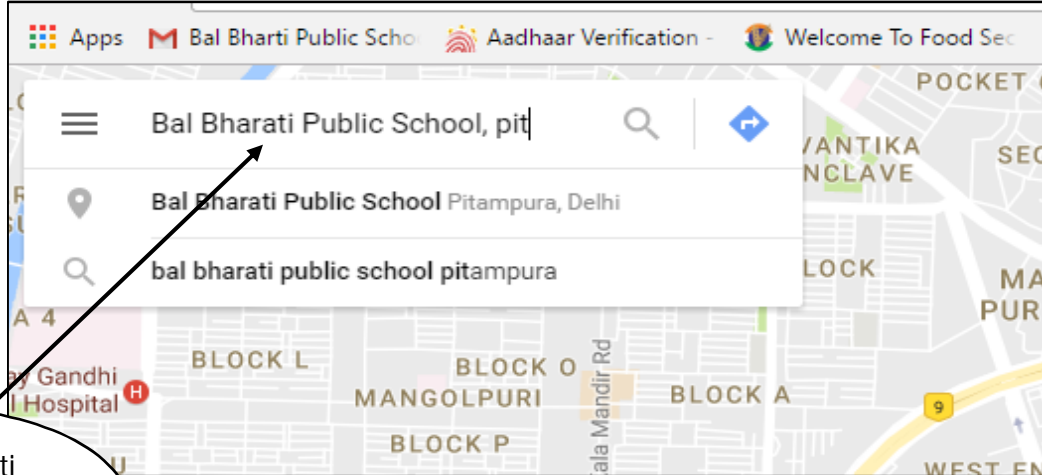 Apps Bal Bharti Public Scho Aadhaar Verification - Welcome To Food Sec
POCKET
Bal Bharati Public School, pit
VANTIKA
NCLAVE
SEC
Bal Bharati Public School Pitampura, Delhi
bal bharati public school pitampura
LOCK
MA
PUR
A 4
BLOCK L
BLOCK O
MANGOLPURI
BLOCK A
ay Gandhi
l Hospital H
ala Mandir Rd
9
BLOCK P
U
ti
WEST EN